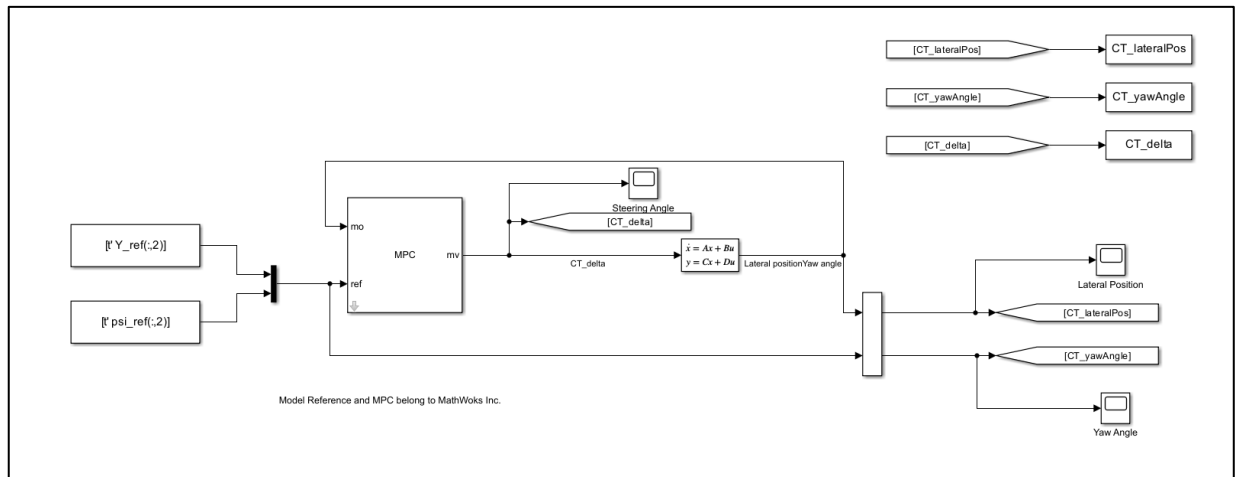 [CT_lateralPos]
CT_lateralPos
[CT_yawAngle]
CT_yawAngle
[CT_delta]
CT_delta
Steering Angle
[CT_delta]
mo
MPC
mv
ref
[t' Y_ref(:,2)]
[t' psi_ref(:,2)]
CT_delta
ẋ = Ax + Bu
y = Cx + Du
Lateral positionYaw angle
Lateral Position
[CT_lateralPos]
[CT_yawAngle]
Yaw Angle
Model Reference and MPC belong to MathWoks Inc.